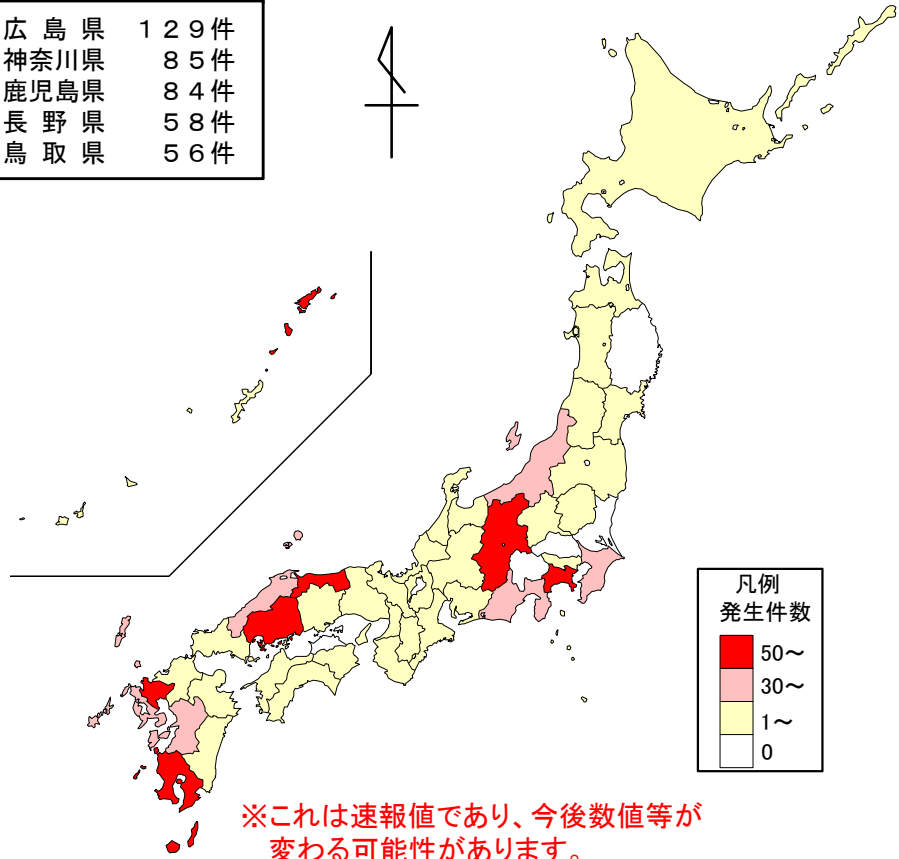 広島県 １２９件
神奈川県 ８５件
鹿児島県 ８４件
長野県 ５８件
鳥取県 ５６件
凡例
発生件数
50～
30～
1～
0
※これは速報値であり、今後数値等が
変わる可能性があります。